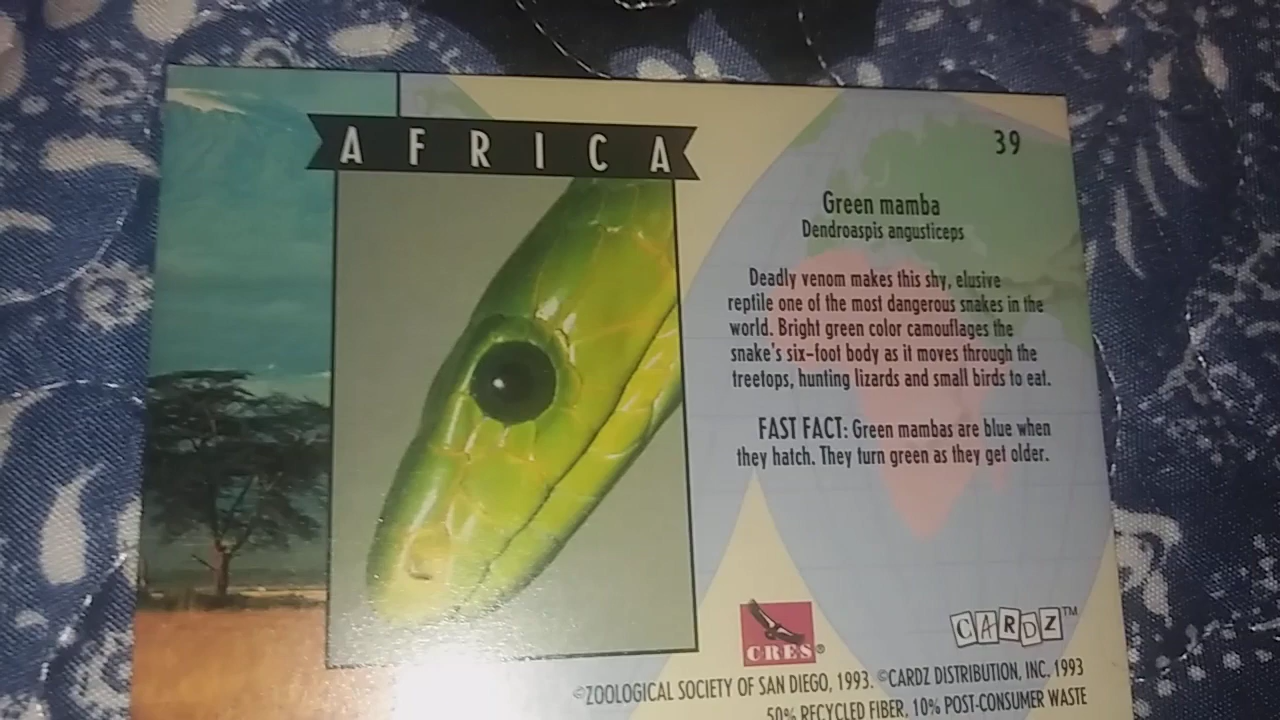 AFRICA
39
Green mamba
Dendroaspis angusticeps
Deadly venom makes this shy, elusive
reptile one of the most dangerous snakes in the
world. Bright green color camouflages the
snake's six-foot body as it moves through the
treetops, hunting lizards and small birds to eat.
FAST FACT: Green mambas are blue when
they hatch. They turn green as they get older.
CRES®
CARDZ™
©ZOOLOGICAL SOCIETY OF SAN DIEGO, 1993. ©CARDZ DISTRIBUTION, INC. 1993
50% RECYCLED FIBER, 10% POST-CONSUMER WASTE